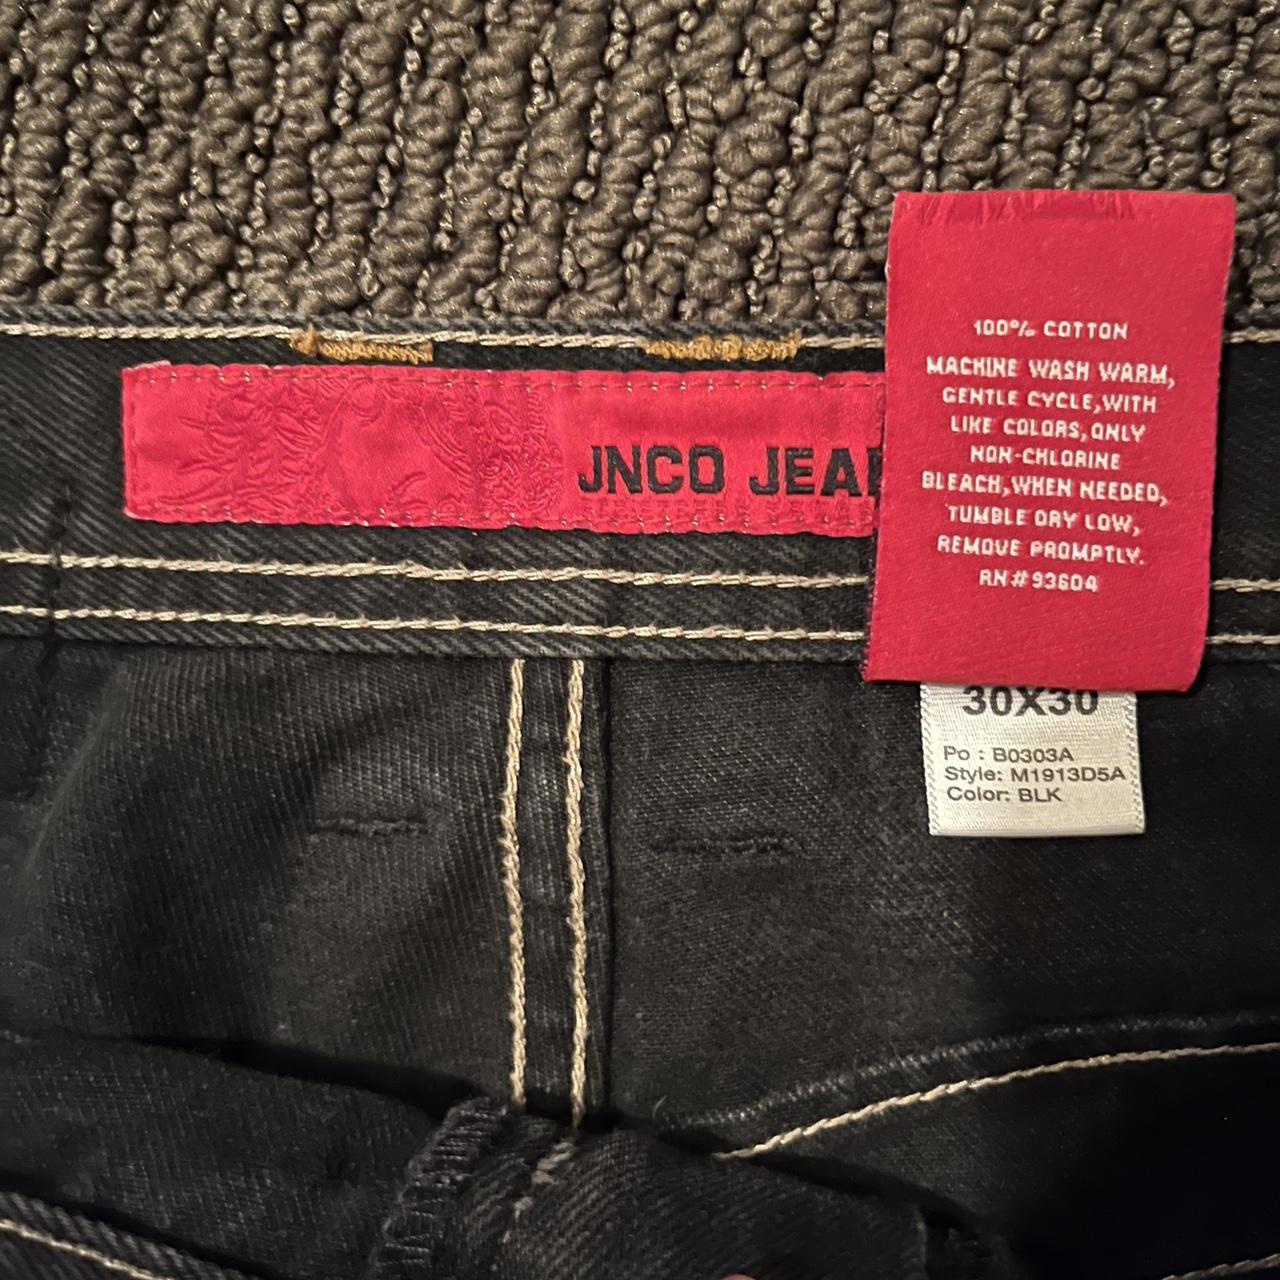 JNCO JEA
100% COTTON
MACHINE WASH WARM,
GENTLE CYCLE,WITH
LIKE COLORS,ONLY
NON-CHLORINE
BLEACH,WHEN NEEDED,
TUMBLE DRY LOW,
REMOVE PROMPTLY.
RN#93604
30X30
Po : B0303A
Style: M1913D5A
Color: BLK